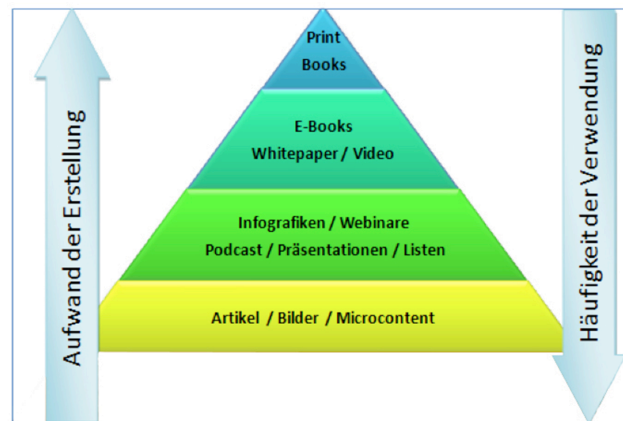 Print
Books
E-Books
Whitepaper / Video
Infografiken / Webinare
Podcast / Präsentationen / Listen
Artikel / Bilder / Microcontent
Aufwand der Erstellung
Häufigkeit der Verwendung